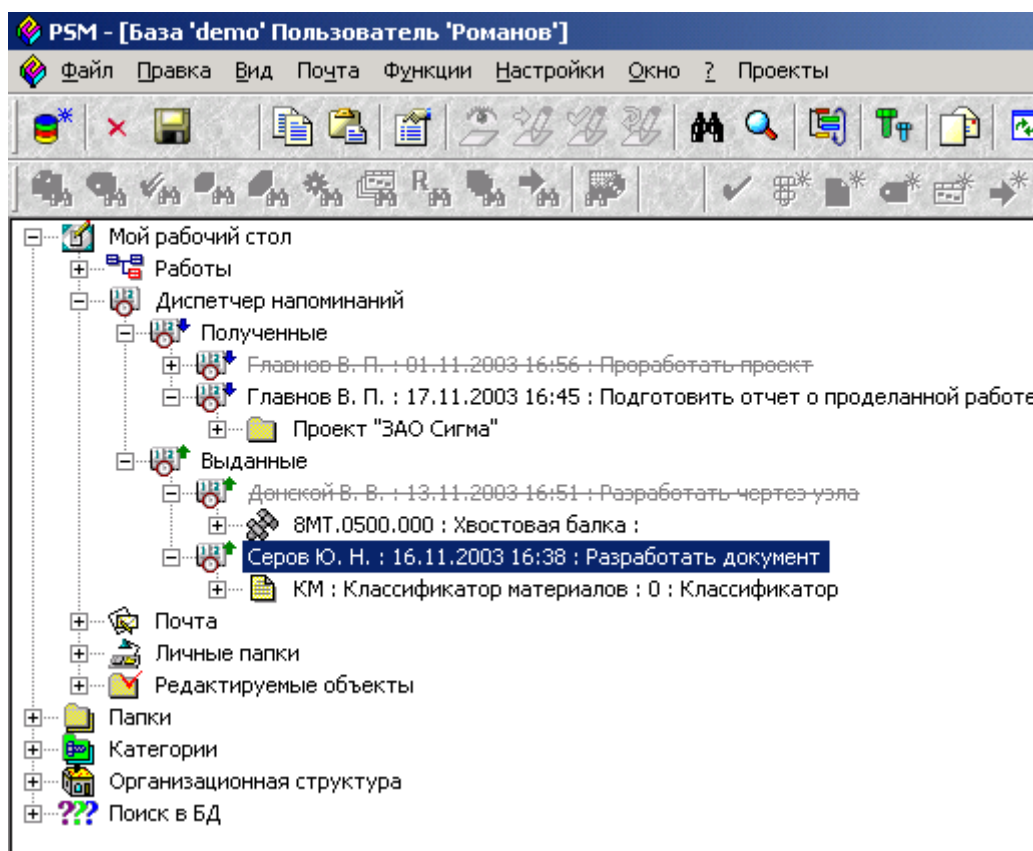 PSM - [База 'demo' Пользователь 'Романов']
Файл Правка Вид Почта Функции Настройки Окно ? Проекты
Мой рабочий стол
Работы
Диспетчер напоминаний
Полученные
Главнов В. П. : 01.11.2003 16:56 : Проработать проект
Главнов В. П. : 17.11.2003 16:45 : Подготовить отчет о проделанной работе
Проект "ЗАО Сигма"
Выданные
Донской В. В. : 13.11.2003 16:51 : Разработать чертез узла
8МТ.0500.000 : Хвостовая балка :
Серов Ю. Н. : 16.11.2003 16:38 : Разработать документ
КМ : Классификатор материалов : 0 : Классификатор
Почта
Личные папки
Редактируемые объекты
Папки
Категории
Организационная структура
??? Поиск в БД